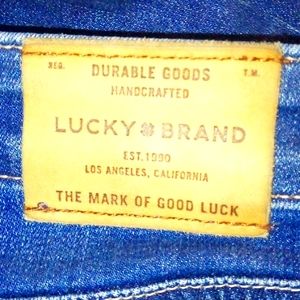 REG. DURABLE GOODS T.M.
HANDCRAFTED
LUCKY BRAND
EST.1990
LOS ANGELES, CALIFORNIA
THE MARK OF GOOD LUCK